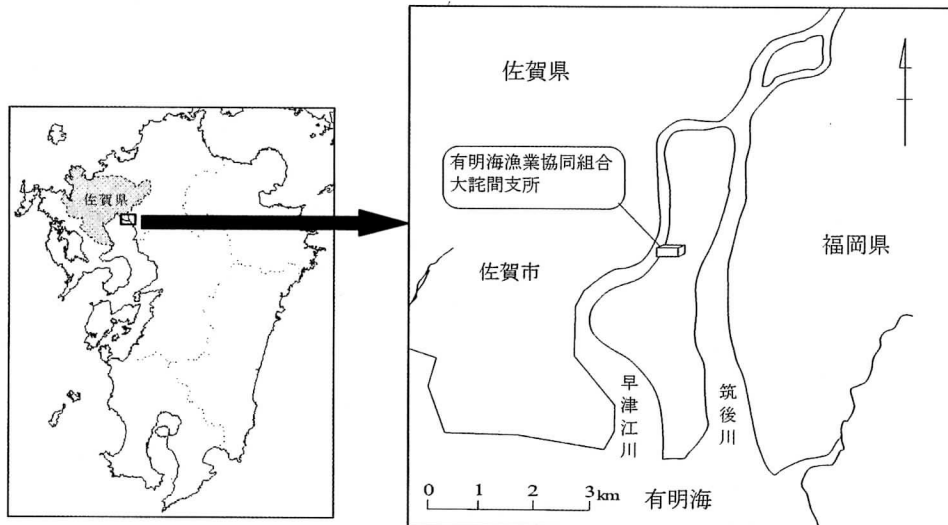 佐賀県
佐賀県
有明海漁業協同組合
大詫間支所
佐賀市
福岡県
早津江川
筑後川
有明海
0 1 2 3km